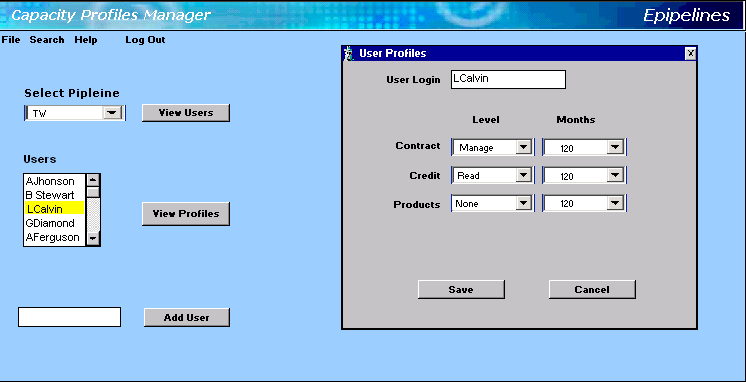 Capacity Profiles Manager
Epipelines
File Search Help Log Out
Select Pipleine
TW
View Users
Users
AJhonson
B Stewart
LCalvin
GDiamond
AFerguson
View Profiles
Add User
User Profiles
User Login LCalvin
Level Months
Contract Manage 120
Credit Read 120
Products None 120
Save Cancel